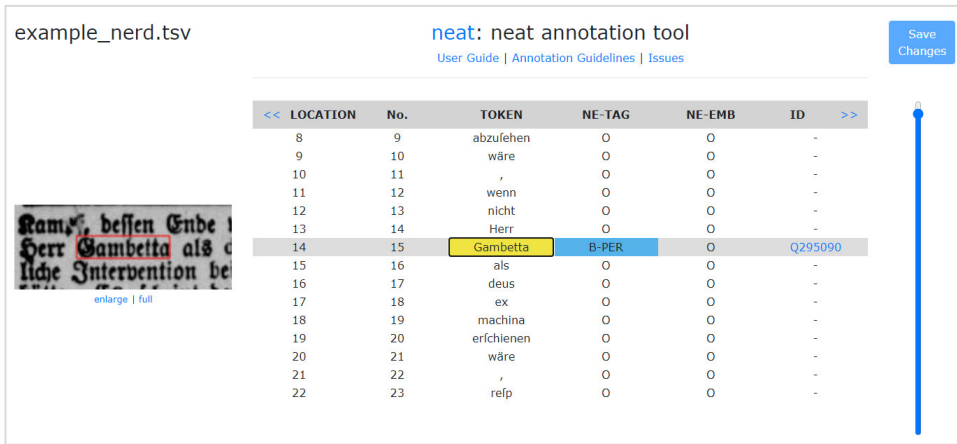 example_nerd.tsv
neat: neat annotation tool
Save Changes
User Guide | Annotation Guidelines | Issues
<< LOCATION No. TOKEN NE-TAG NE-EMB ID >>
8 9 abzuſehen O O -
9 10 wäre O O -
10 11 , O O -
11 12 wenn O O -
12 13 nicht O O -
13 14 Herr O O -
14 15 Gambetta B-PER O Q295090
15 16 als O O -
16 17 deus O O -
17 18 ex O O -
18 19 machina O O -
19 20 erſchienen O O -
20 21 wäre O O -
21 22 , O O -
22 23 reſp O O -
deſſen Ende
Herr Gambetta als
liche Intervention bei
enlarge | full